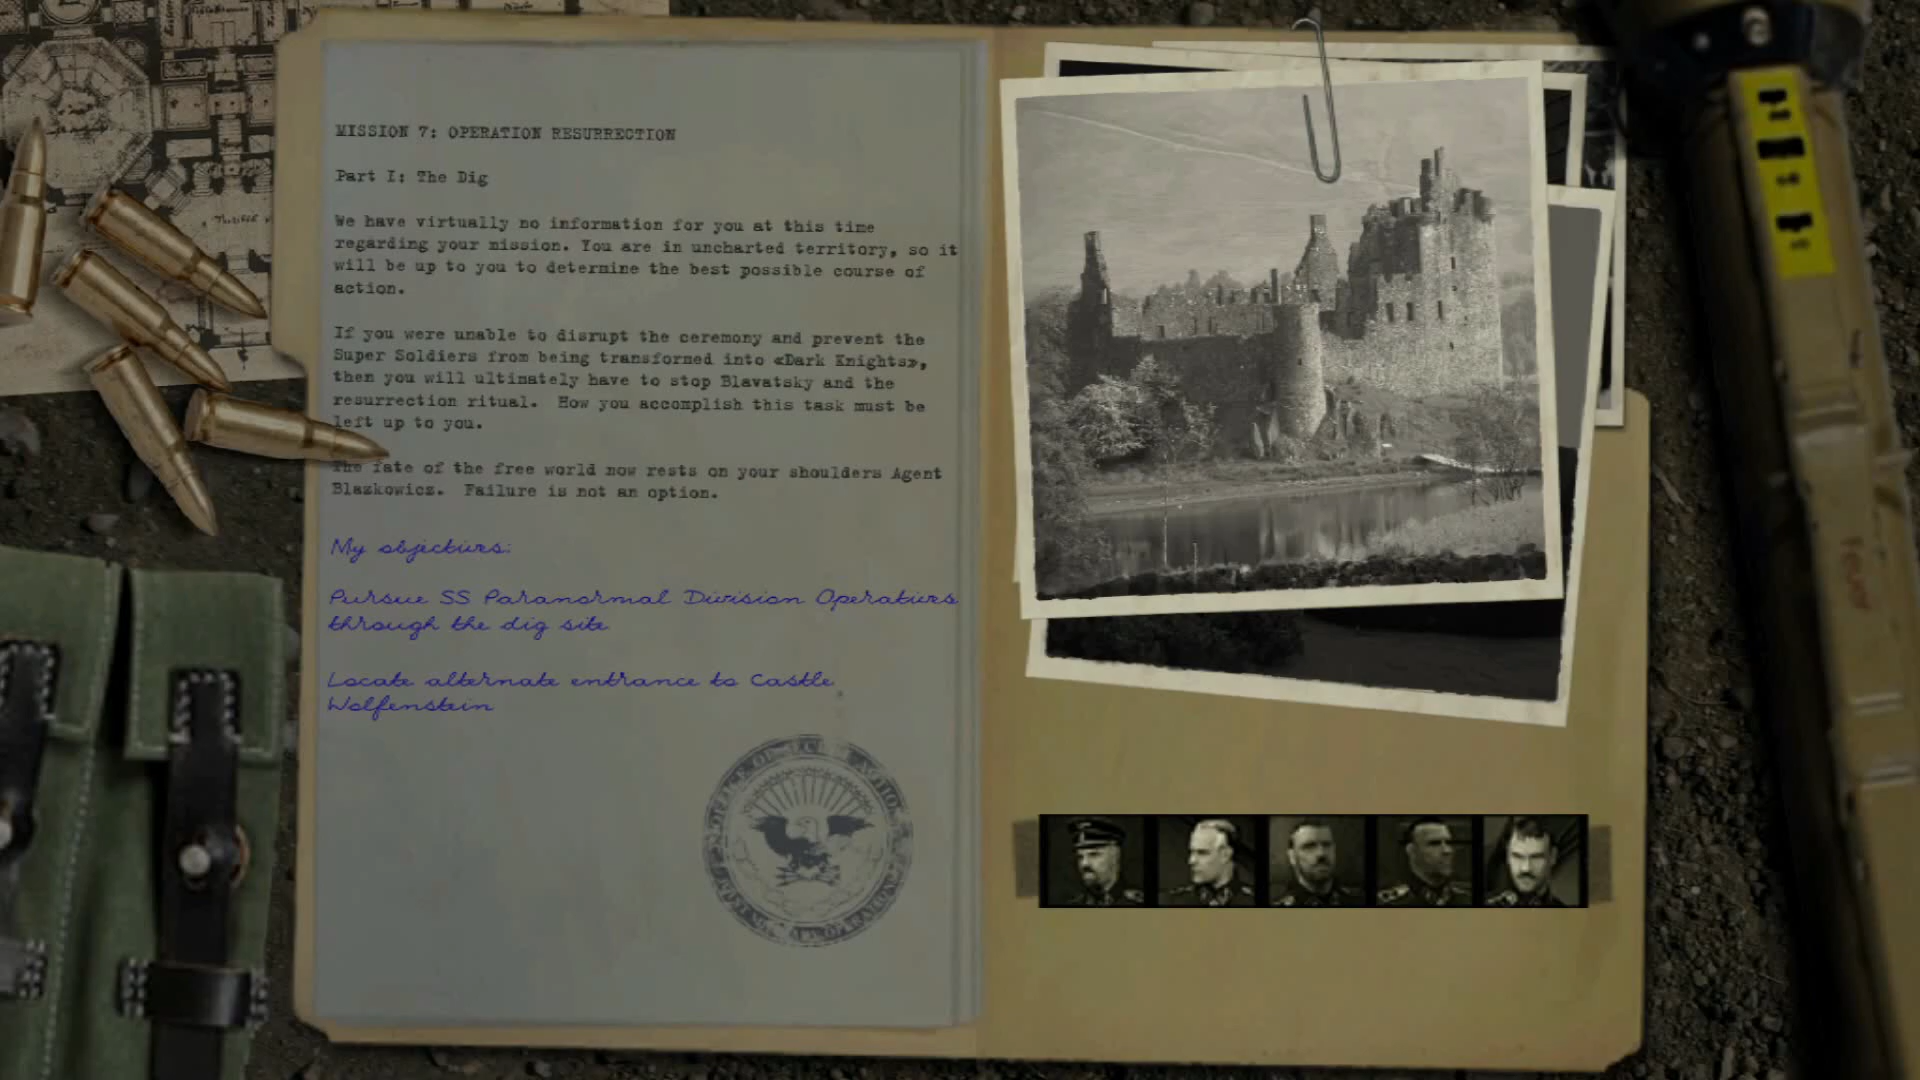 MISSION 7: OPERATION RESURRECTION
Part I: The Dig
We have virtually no information for you at this time
regarding your mission. You are in uncharted territory, so it
will be up to you to determine the best possible course of
action.
If you were unable to disrupt the ceremony and prevent the
Super Soldiers from being transformed into «Dark Knights»,
then you will ultimately have to stop Blavatsky and the
resurrection ritual. How you accomplish this task must be
left up to you.
The fate of the free world now rests on your shoulders Agent
Blazkowicz. Failure is not an option.
My objectives:
Pursue SS Paranormal Division Operatives
through the dig site
Locate alternate entrance to Castle
Wolfenstein